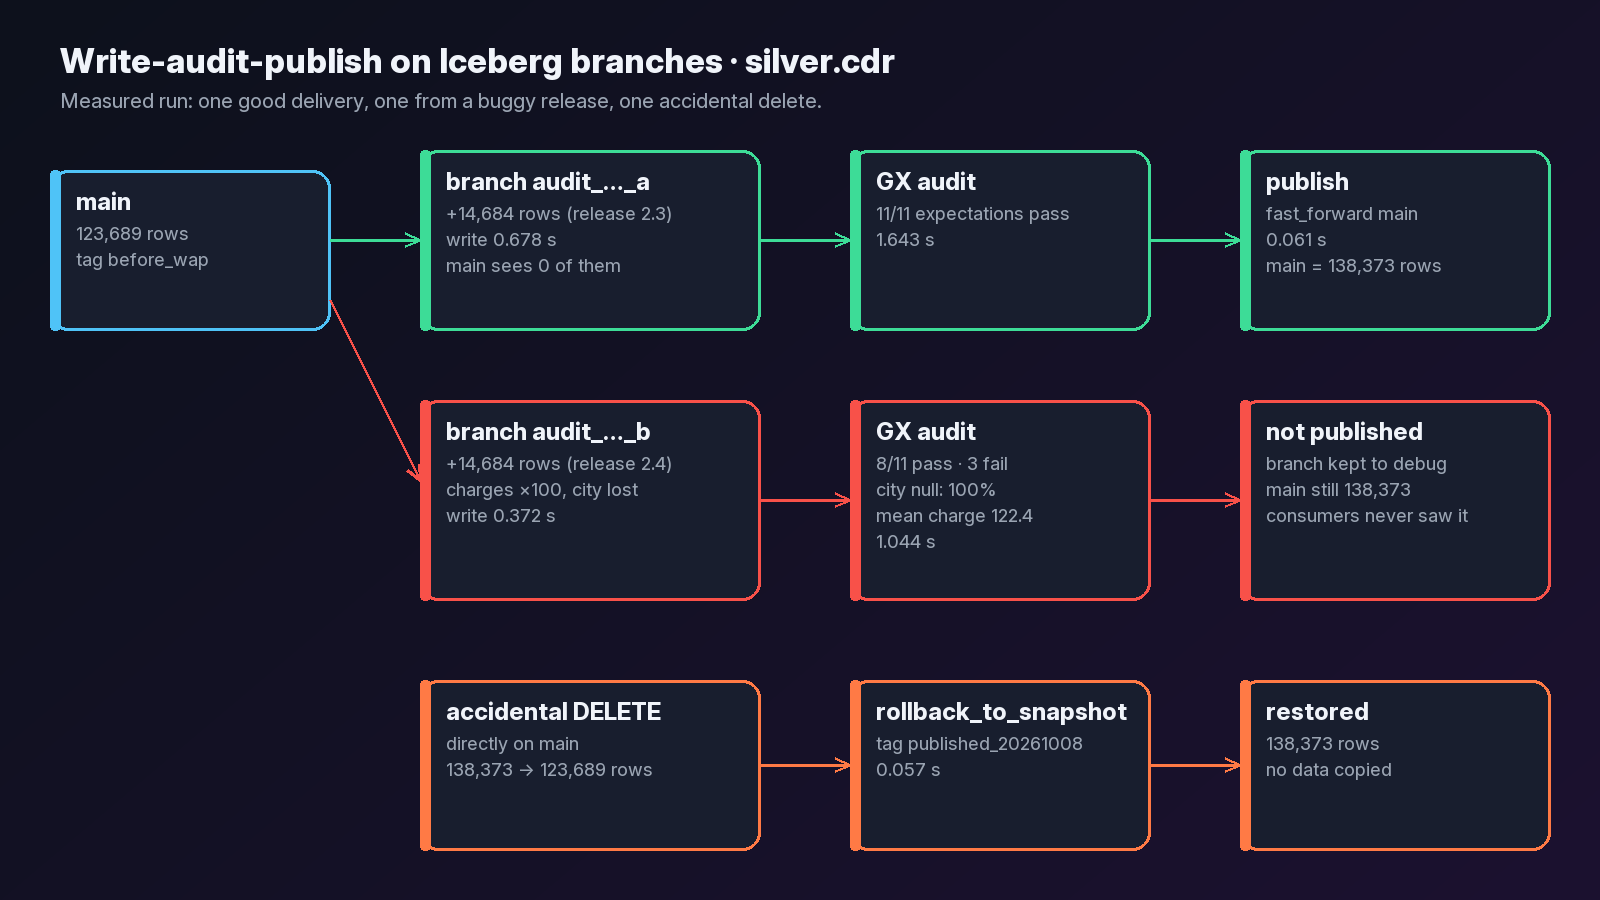 Write-audit-publish on Iceberg branches · silver.cdr
Measured run: one good delivery, one from a buggy release, one accidental delete.
main
123,689 rows
tag before_wap
branch audit_..._a
+14,684 rows (release 2.3)
write 0.678 s
main sees 0 of them
GX audit
11/11 expectations pass
1.643 s
publish
fast_forward main
0.061 s
main = 138,373 rows
branch audit_..._b
+14,684 rows (release 2.4)
charges ×100, city lost
write 0.372 s
GX audit
8/11 pass · 3 fail
city null: 100%
mean charge 122.4
1.044 s
not published
branch kept to debug
main still 138,373
consumers never saw it
accidental DELETE
directly on main
138,373 → 123,689 rows
rollback_to_snapshot
tag published_20261008
0.057 s
restored
138,373 rows
no data copied